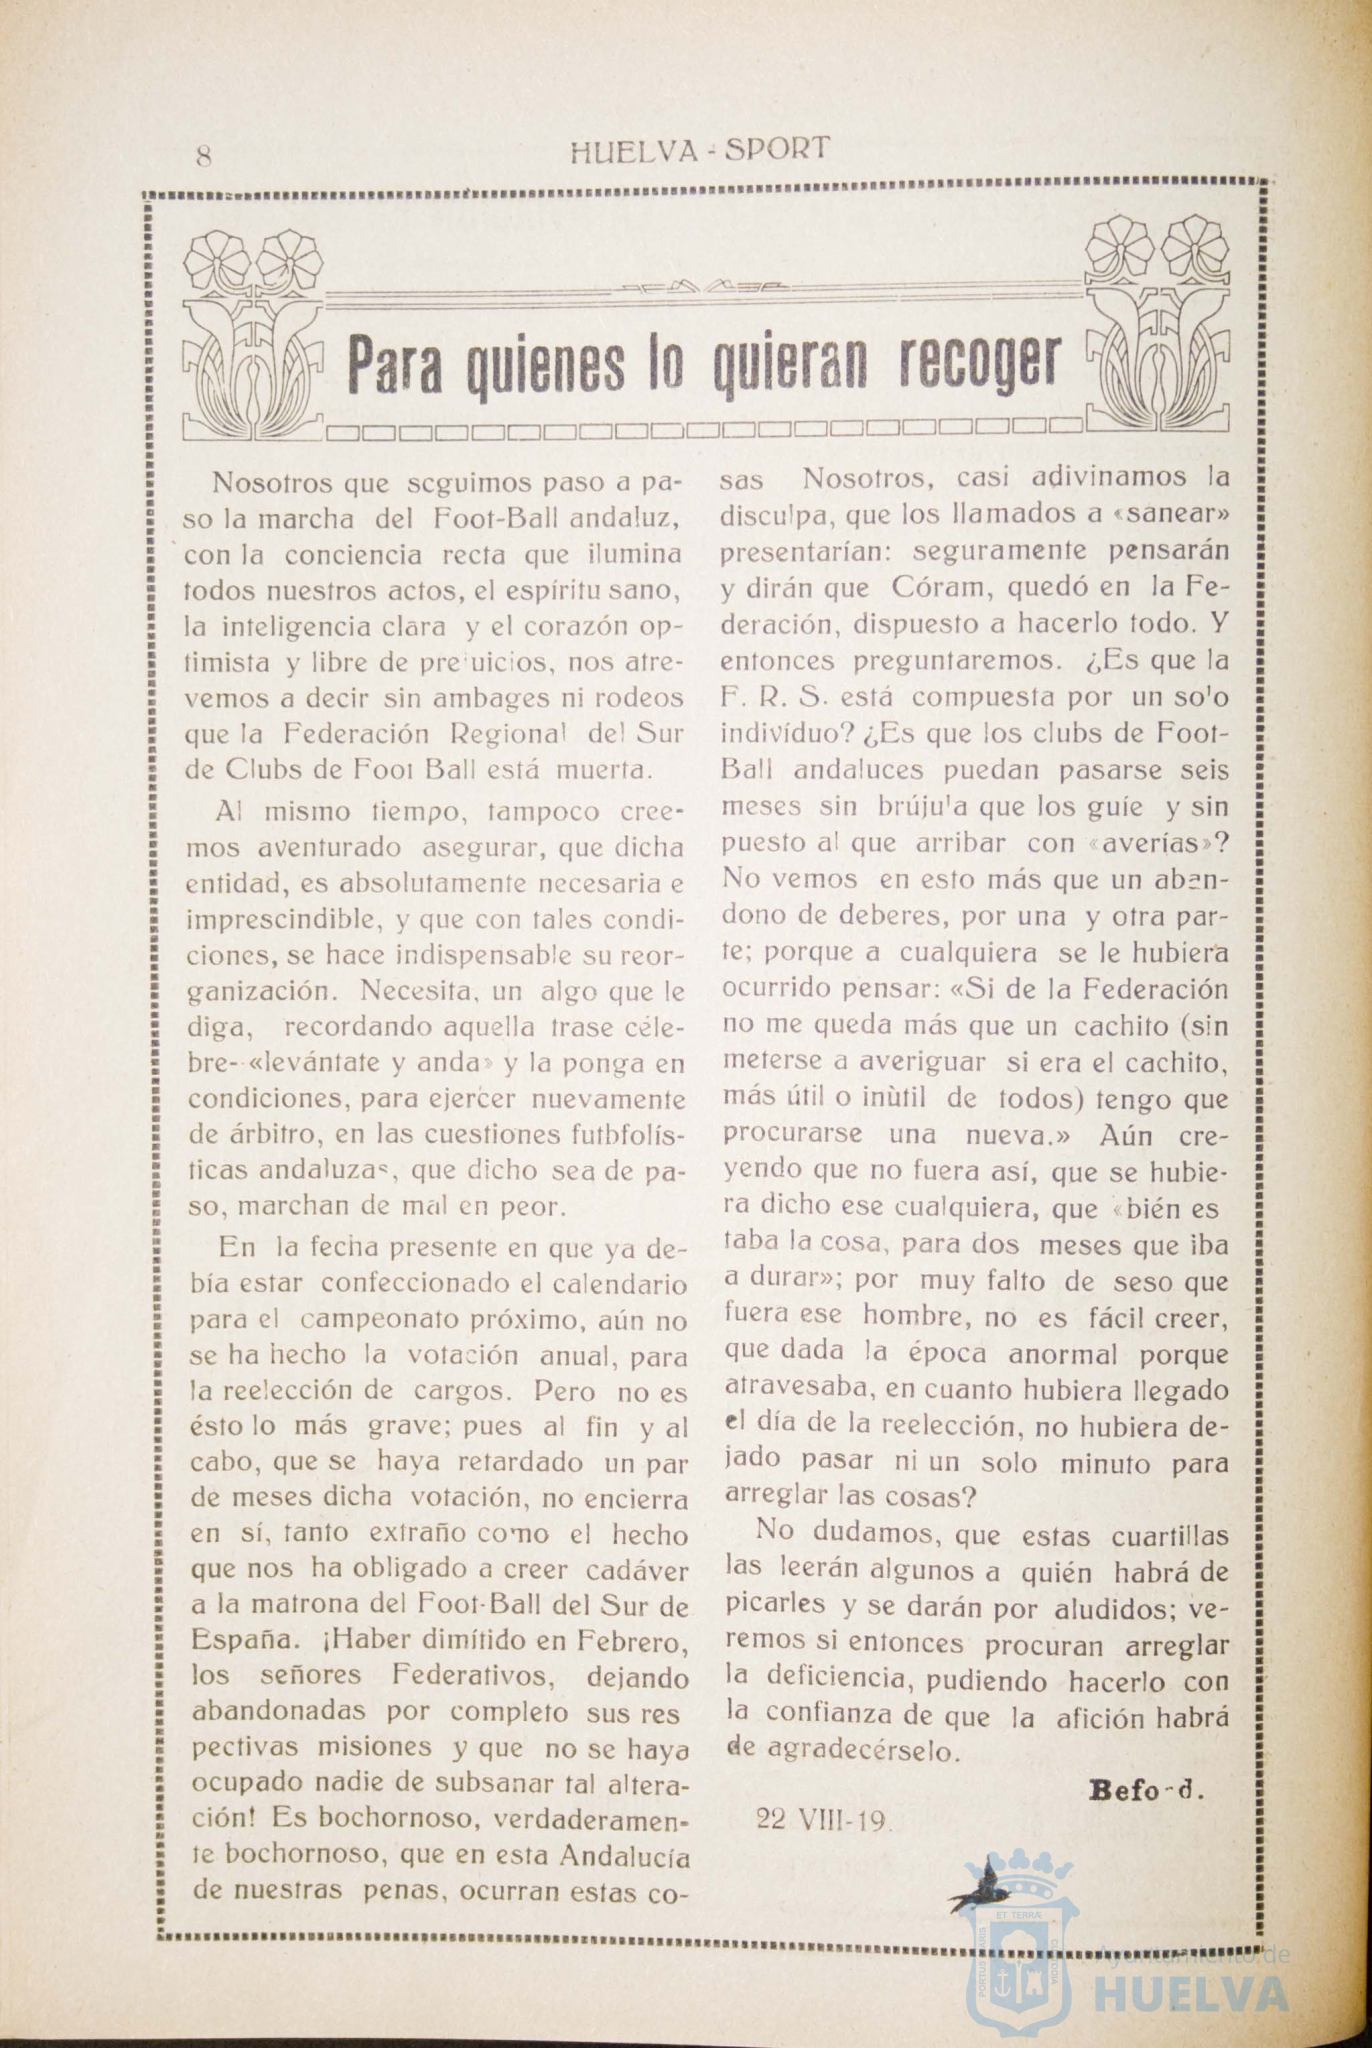 8
HUELVA - SPORT
Para quienes lo quieran recoger
Nosotros que scguimos paso a pa-
so la marcha del Foot-Ball andaluz,
con la conciencia recta que ilumina
todos nuestros actos, el espíritu sano,
la inteligencia clara y el corazón op-
timista y libre de prejuicios, nos atre-
vemos a decir sin ambages ni rodeos
que la Federación Regional del Sur
de Clubs de Foot Ball está muerta.
Al mismo tiempo, tampoco cree-
mos aventurado asegurar, que dicha
entidad, es absolutamente necesaria e
imprescindible, y que con tales condi-
ciones, se hace indispensable su reor-
ganización. Necesita, un algo que le
diga, recordando aquella trase céle-
bre--«levántate y anda» y la ponga en
condiciones, para ejercer nuevamente
de árbitro, en las cuestiones futbfolís-
ticas andaluzas, que dicho sea de pa-
so, marchan de mal en peor.
En la fecha presente en que ya de-
bía estar confeccionado el calendario
para el campeonato próximo, aún no
se ha hecho la votación anual, para
la reelección de cargos. Pero no es
ésto lo más grave; pues al fin y al
cabo, que se haya retardado un par
de meses dicha votación, no encierra
en sí, tanto extraño como el hecho
que nos ha obligado a creer cadáver
a la matrona del Foot-Ball del Sur de
España. ¡Haber dimítido en Febrero,
los señores Federativos, dejando
abandonadas por completo sus res
pectivas misiones y que no se haya
ocupado nadie de subsanar tal altera-
ción! Es bochornoso, verdaderamen-
te bochornoso, que en esta Andalucía
de nuestras penas, ocurran estas co-
sas Nosotros, casi adivinamos la
disculpa, que los llamados a «sanear»
presentarían: seguramente pensarán
y dirán que Córam, quedó en la Fe-
deración, dispuesto a hacerlo todo. Y
entonces preguntaremos. ¿Es que la
F. R. S. está compuesta por un solo
indivíduo? ¿Es que los clubs de Foot-
Ball andaluces puedan pasarse seis
meses sin brújula que los guíe y sin
puesto al que arribar con «averías»?
No vemos en esto más que un aban-
dono de deberes, por una y otra par-
te; porque a cualquiera se le hubiera
ocurrido pensar: «Si de la Federación
no me queda más que un cachito (sin
meterse a averiguar si era el cachito,
más útil o inùtil de todos) tengo que
procurarse una nueva.» Aún cre-
yendo que no fuera así, que se hubie-
ra dicho ese cualquiera, que «bién es
taba la cosa, para dos meses que iba
a durar»; por muy falto de seso que
fuera ese hombre, no es fácil creer,
que dada la época anormal porque
atravesaba, en cuanto hubiera llegado
el día de la reelección, no hubiera de-
jado pasar ni un solo minuto para
arreglar las cosas?
No dudamos, que estas cuartillas
las leerán algunos a quién habrá de
picarles y se darán por aludidos; ve-
remos si entonces procuran arreglar
la deficiencia, pudiendo hacerlo con
la confianza de que la afición habrá
de agradecérselo.
22 VIII-19.
ET TERRÆ
PORTUS MARIS
CUSTODIA
Ayuntamiento de
HUELVA